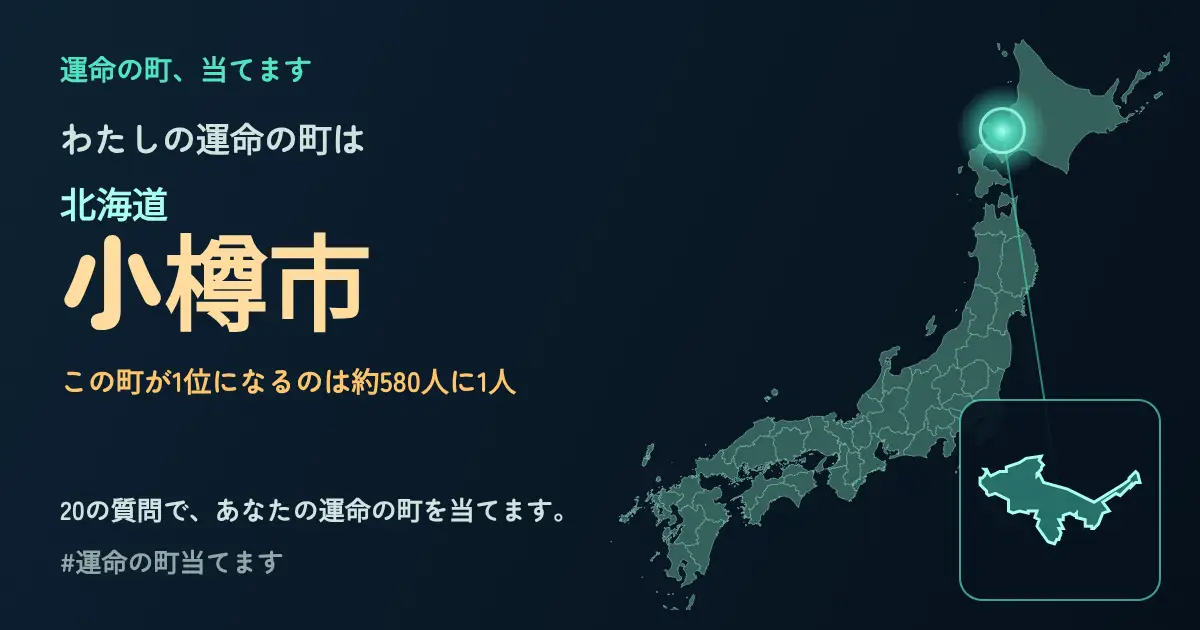 運命の町、当てます
わたしの運命の町は
北海道
小樽市
この町が1位になるのは約580人に1人
20の質問で、あなたの運命の町を当てます。
#運命の町当てます